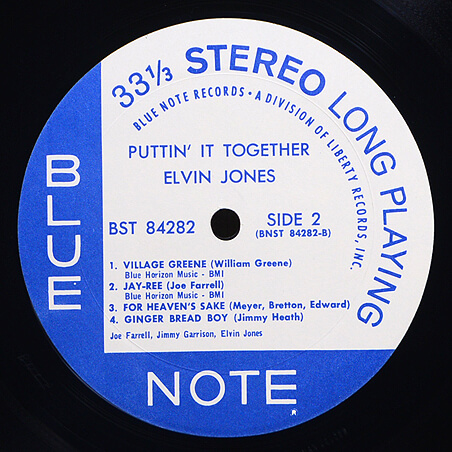 33⅓ STEREO LONG PLAYING
BLUE NOTE RECORDS • A DIVISION OF LIBERTY RECORDS, INC.
PUTTIN' IT TOGETHER
ELVIN JONES
BST 84282
SIDE 2
(BNST 84282-B)
1. VILLAGE GREENE (William Greene)
Blue Horizon Music - BMI
2. JAY-REE (Joe Farrell)
Blue Horizon Music - BMI
3. FOR HEAVEN'S SAKE (Meyer, Bretton, Edward)
4. GINGER BREAD BOY (Jimmy Heath)
Joe Farrell, Jimmy Garrison, Elvin Jones
BLUE
NOTE